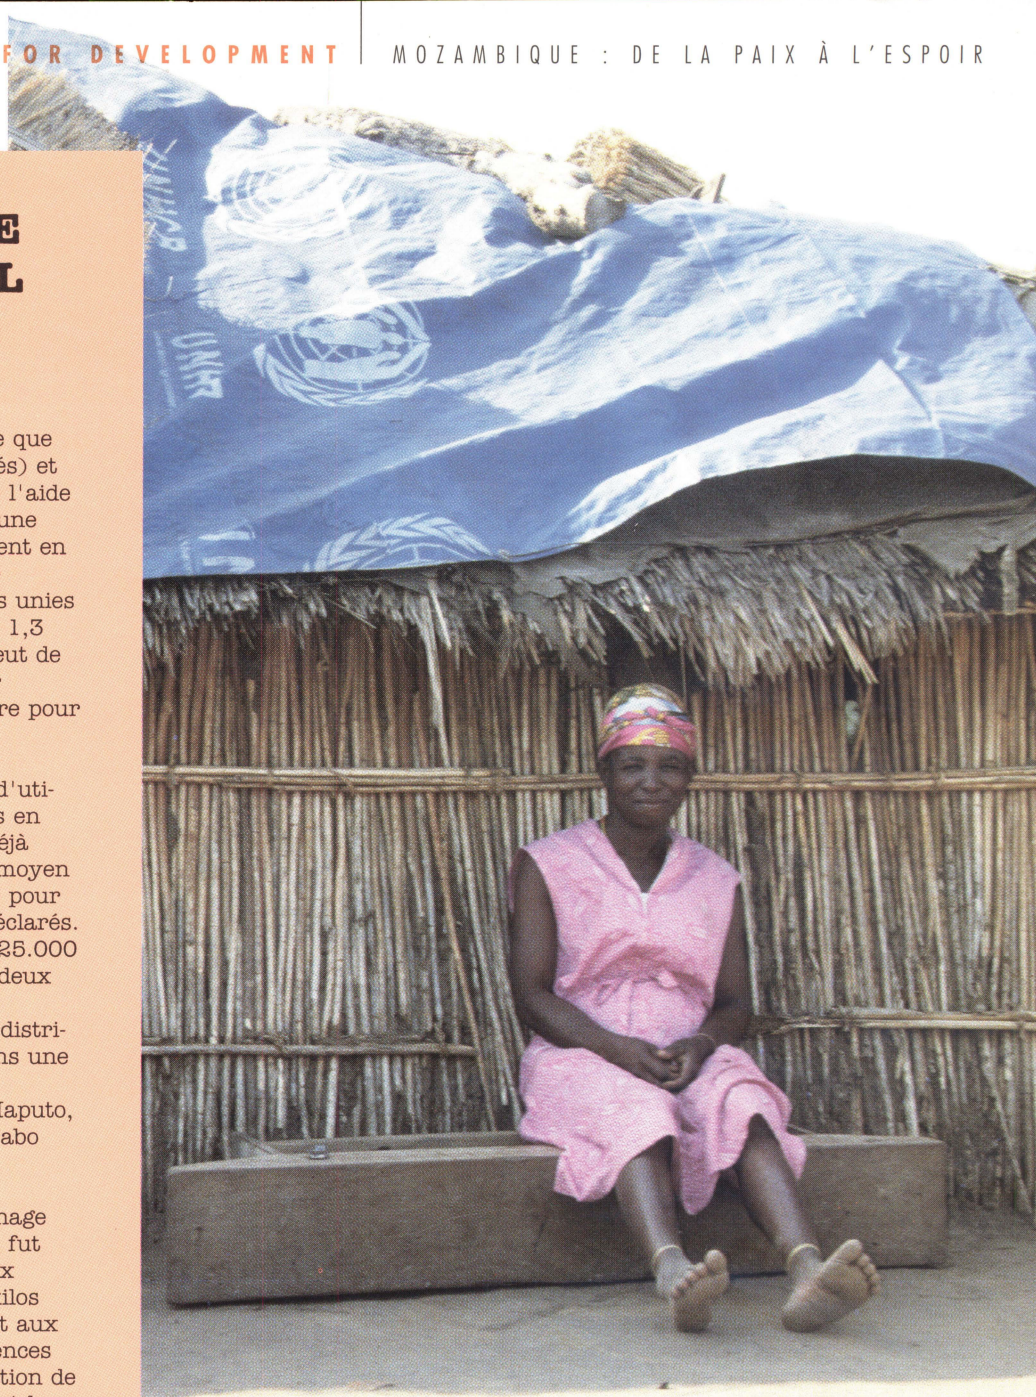 FOR DEVELOPMENT
MOZAMBIQUE : DE LA PAIX À L'ESPOIR
E
L
e que
és) et
l'aide
une
ent en
s unies
1,3
eut de
re pour
d'uti-
s en
éjà
moyen
pour
éclarés.
25.000
deux
distri-
ns une
Maputo,
abo
nage
fut
x
kilos
t aux
ences
tion de
UNHCR
UNHCR